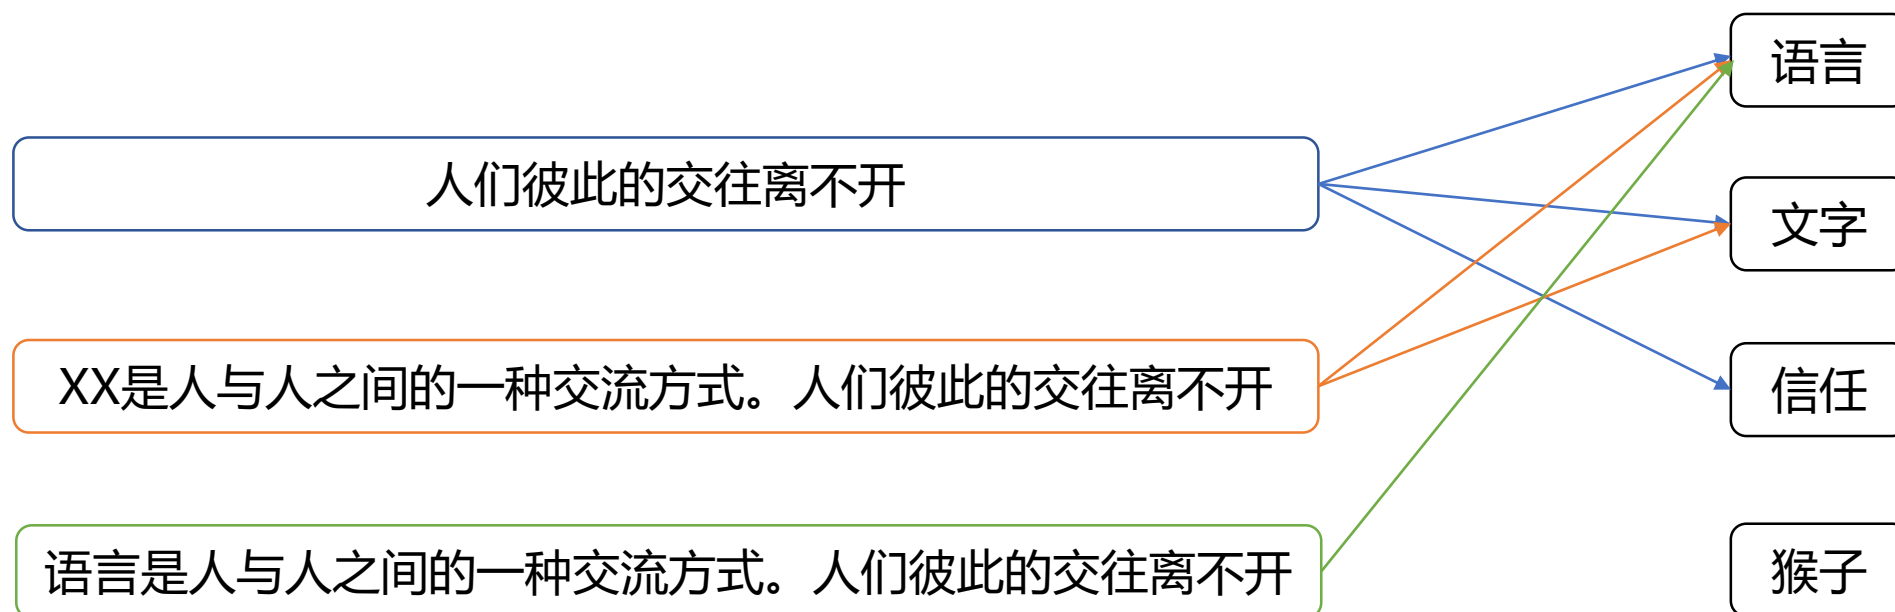 语言
人们彼此的交往离不开
文字
XX是人与人之间的一种交流方式。人们彼此的交往离不开
信任
语言是人与人之间的一种交流方式。人们彼此的交往离不开
猴子